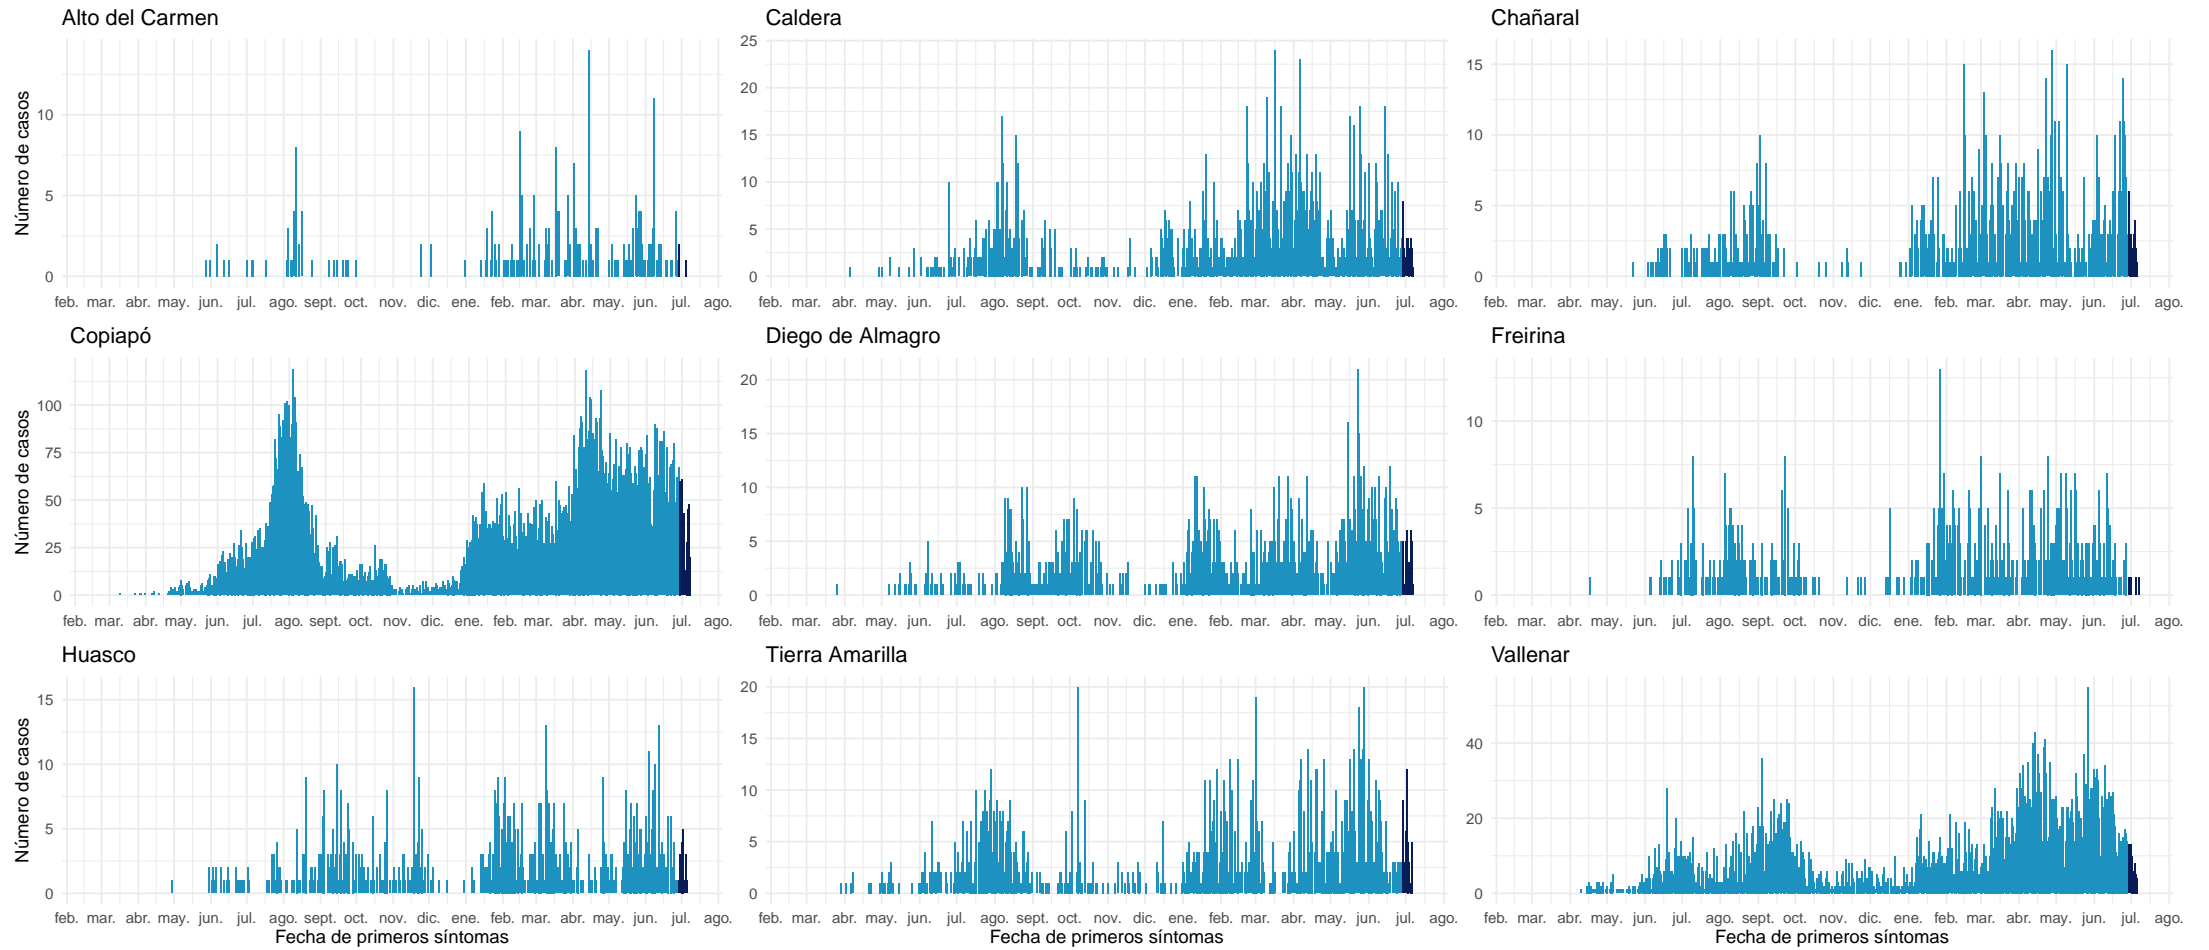 Alto del Carmen
Número de casos
10
5
0
feb. mar. abr. may. jun. jul. ago. sept. oct. nov. dic. ene. feb. mar. abr. may. jun. jul. ago.
Caldera
25
20
15
10
5
0
feb. mar. abr. may. jun. jul. ago. sept. oct. nov. dic. ene. feb. mar. abr. may. jun. jul. ago.
Chañaral
15
10
5
0
feb. mar. abr. may. jun. jul. ago. sept. oct. nov. dic. ene. feb. mar. abr. may. jun. jul. ago.
Copiapó
Número de casos
100
75
50
25
0
feb. mar. abr. may. jun. jul. ago. sept. oct. nov. dic. ene. feb. mar. abr. may. jun. jul. ago.
Diego de Almagro
20
15
10
5
0
feb. mar. abr. may. jun. jul. ago. sept. oct. nov. dic. ene. feb. mar. abr. may. jun. jul. ago.
Freirina
10
5
0
feb. mar. abr. may. jun. jul. ago. sept. oct. nov. dic. ene. feb. mar. abr. may. jun. jul. ago.
Huasco
Número de casos
15
10
5
0
feb. mar. abr. may. jun. jul. ago. sept. oct. nov. dic. ene. feb. mar. abr. may. jun. jul. ago.
Fecha de primeros síntomas
Tierra Amarilla
20
15
10
5
0
feb. mar. abr. may. jun. jul. ago. sept. oct. nov. dic. ene. feb. mar. abr. may. jun. jul. ago.
Fecha de primeros síntomas
Vallenar
40
20
0
feb. mar. abr. may. jun. jul. ago. sept. oct. nov. dic. ene. feb. mar. abr. may. jun. jul. ago.
Fecha de primeros síntomas